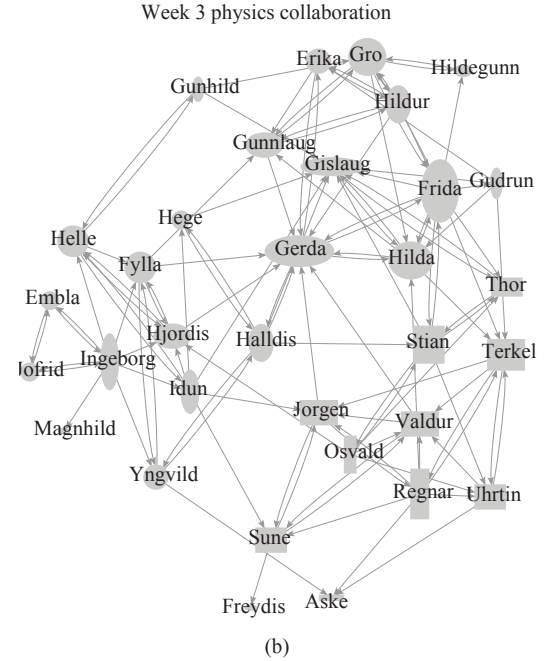 Week 3 physics collaboration
Gro
Erika
Hildegunn
Gunhild
Hildur
Gunnlaug
Gislaug
Frida
Gudrun
Hege
Helle
Gerda
Hilda
Fylla
Thor
Embla
Hjordis
Halldis
Stian
Terkel
Jofrid
Ingeborg
Idun
Jorgen
Valdur
Magnhild
Osvald
Yngvild
Regnar
Uhrtin
Sune
Freydis
Aske
(b)